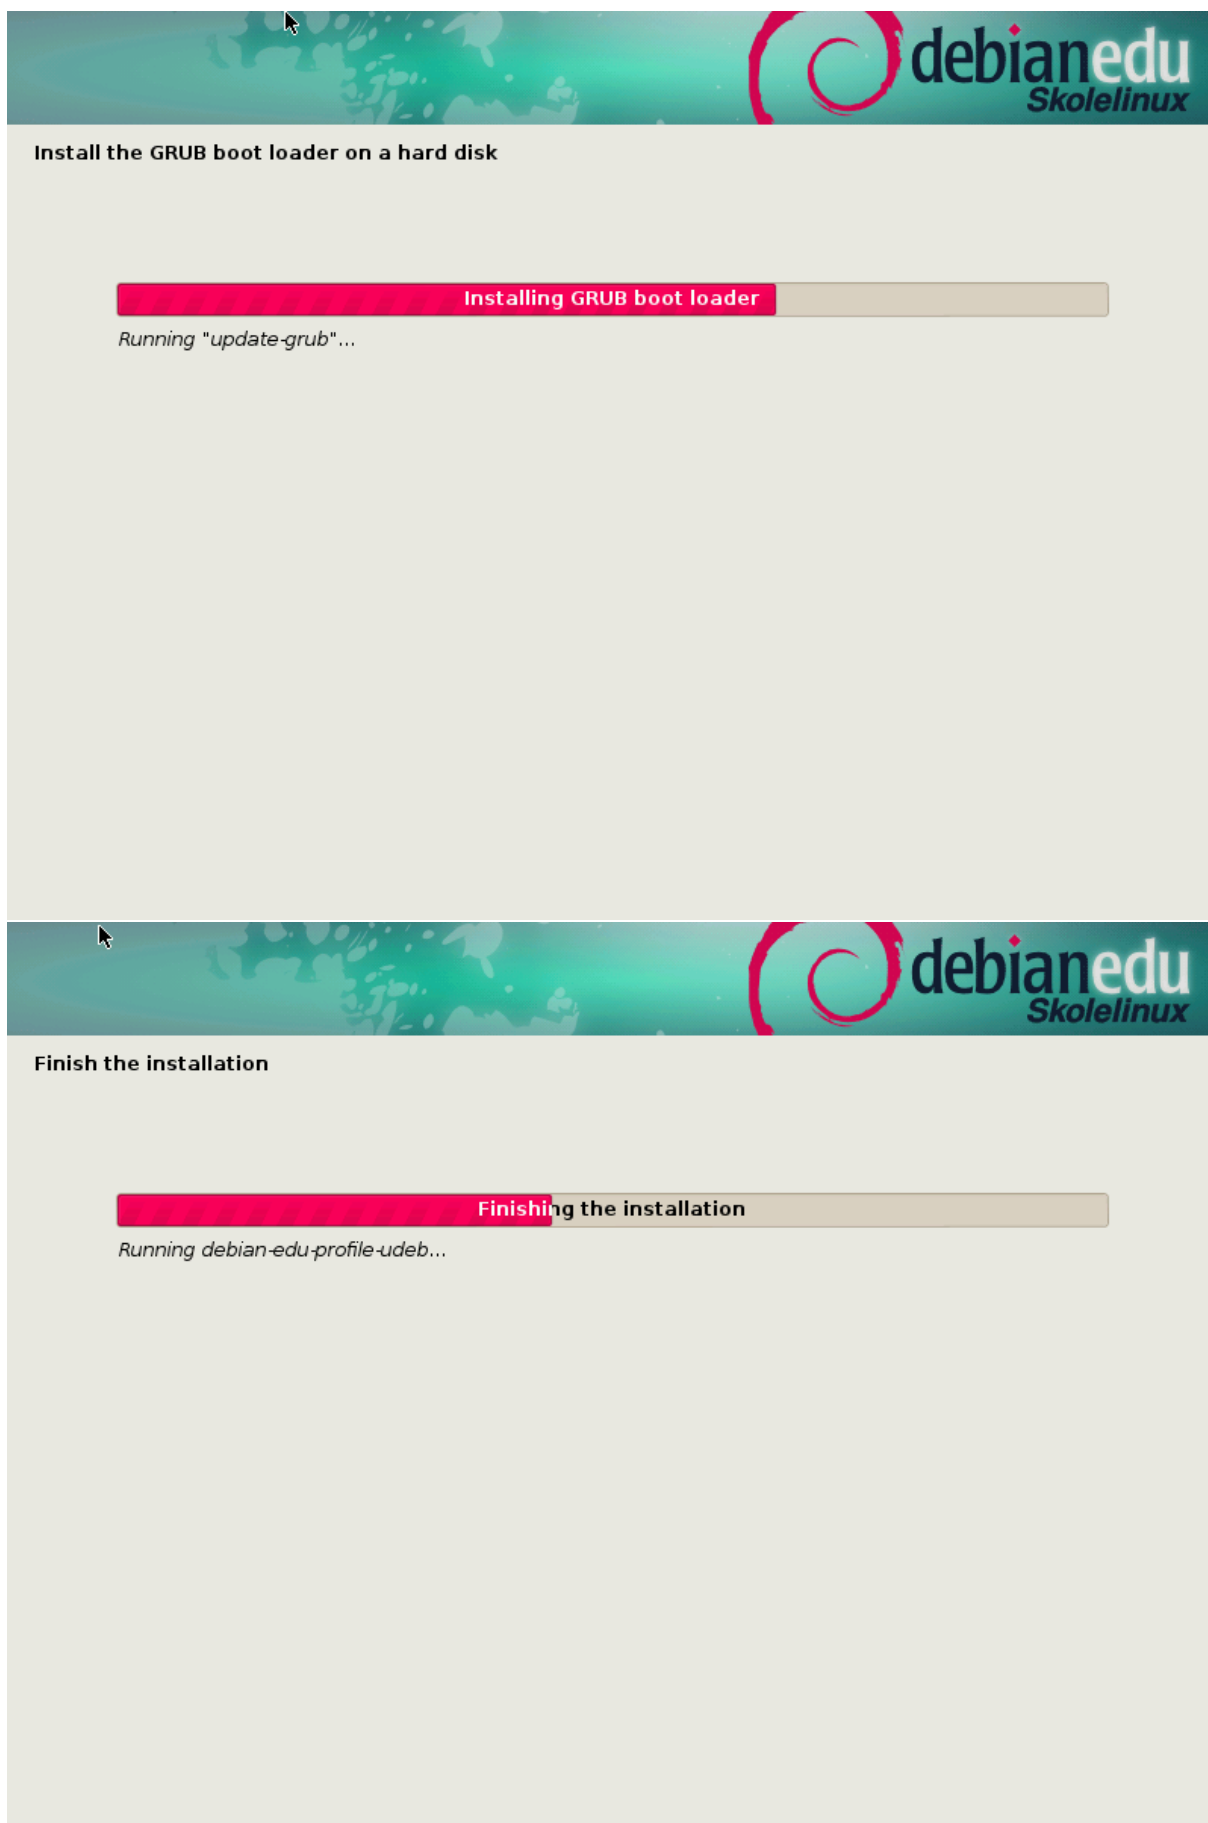 debianedu
Skolelinux
Install the GRUB boot loader on a hard disk
Installing GRUB boot loader
Running "update-grub"...
debianedu
Skolelinux
Finish the installation
Finishing the installation
Running debian-edu-profile-udeb...